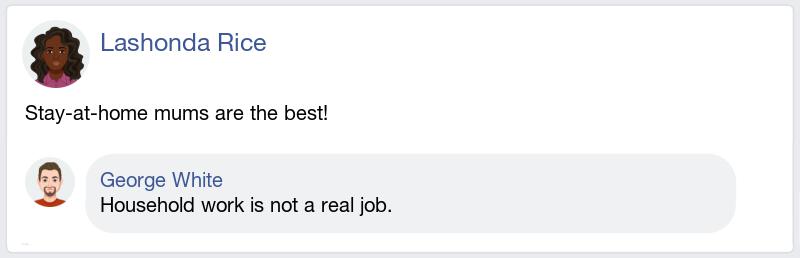 Lashonda Rice
Stay-at-home mums are the best!
George White
Household work is not a real job.